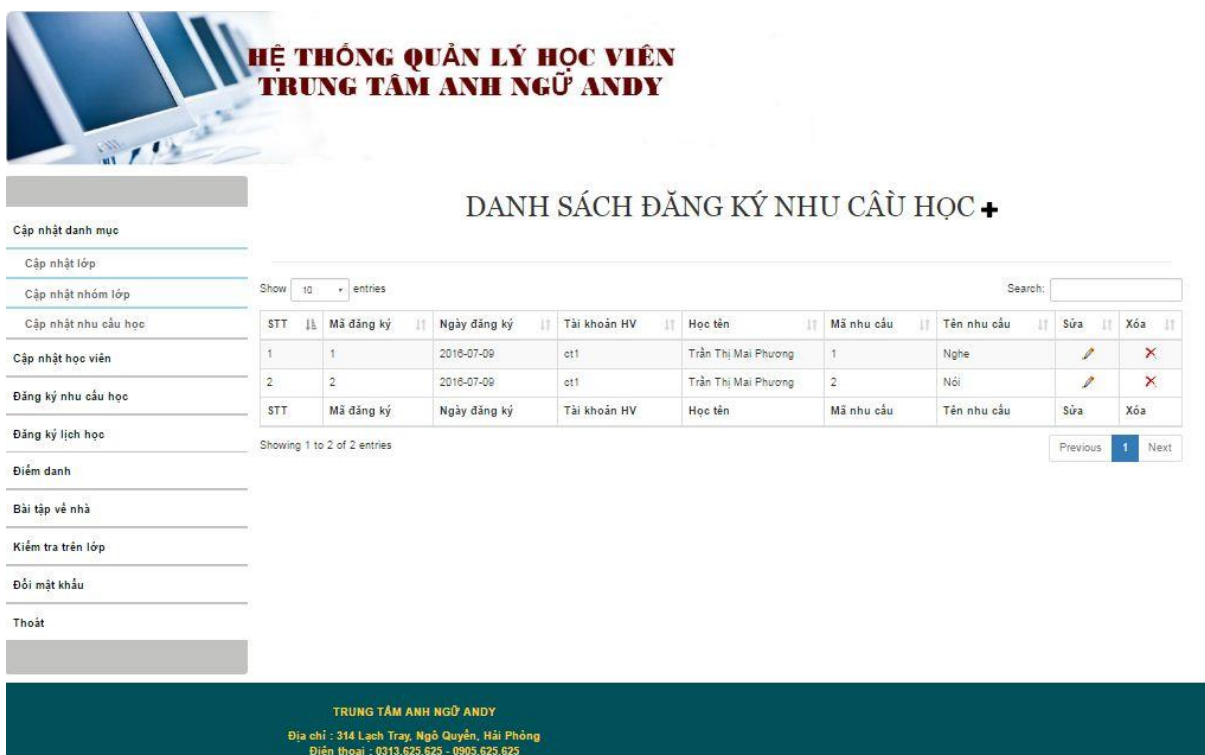 HỆ THỐNG QUẢN LÝ HỌC VIÊN
TRUNG TÂM ANH NGỮ ANDY
DANH SÁCH ĐĂNG KÝ NHU CẦU HỌC
Cập nhật danh mục
Cập nhật lớp
Cập nhật nhóm lớp
Cập nhật nhu cầu học
Cập nhật học viên
Đăng ký nhu cầu học
Đăng ký lịch học
Điểm danh
Bài tập về nhà
Kiểm tra trên lớp
Đổi mật khẩu
Thoát
Show 10 entries Search:
STT Mã đăng ký Ngày đăng ký Tài khoản HV Học tên Mã nhu cầu Tên nhu cầu Sửa Xóa
1 1 2016-07-09 ct1 Trần Thị Mai Phương 1 Nghe
2 2 2016-07-09 ct1 Trần Thị Mai Phương 2 Nói
STT Mã đăng ký Ngày đăng ký Tài khoản HV Học tên Mã nhu cầu Tên nhu cầu Sửa Xóa
Showing 1 to 2 of 2 entries Previous 1 Next
TRUNG TÂM ANH NGỮ ANDY
Địa chỉ : 314 Lạch Tray, Ngô Quyền, Hải Phòng
Điện thoại : 0313.625.625 - 0905.625.625